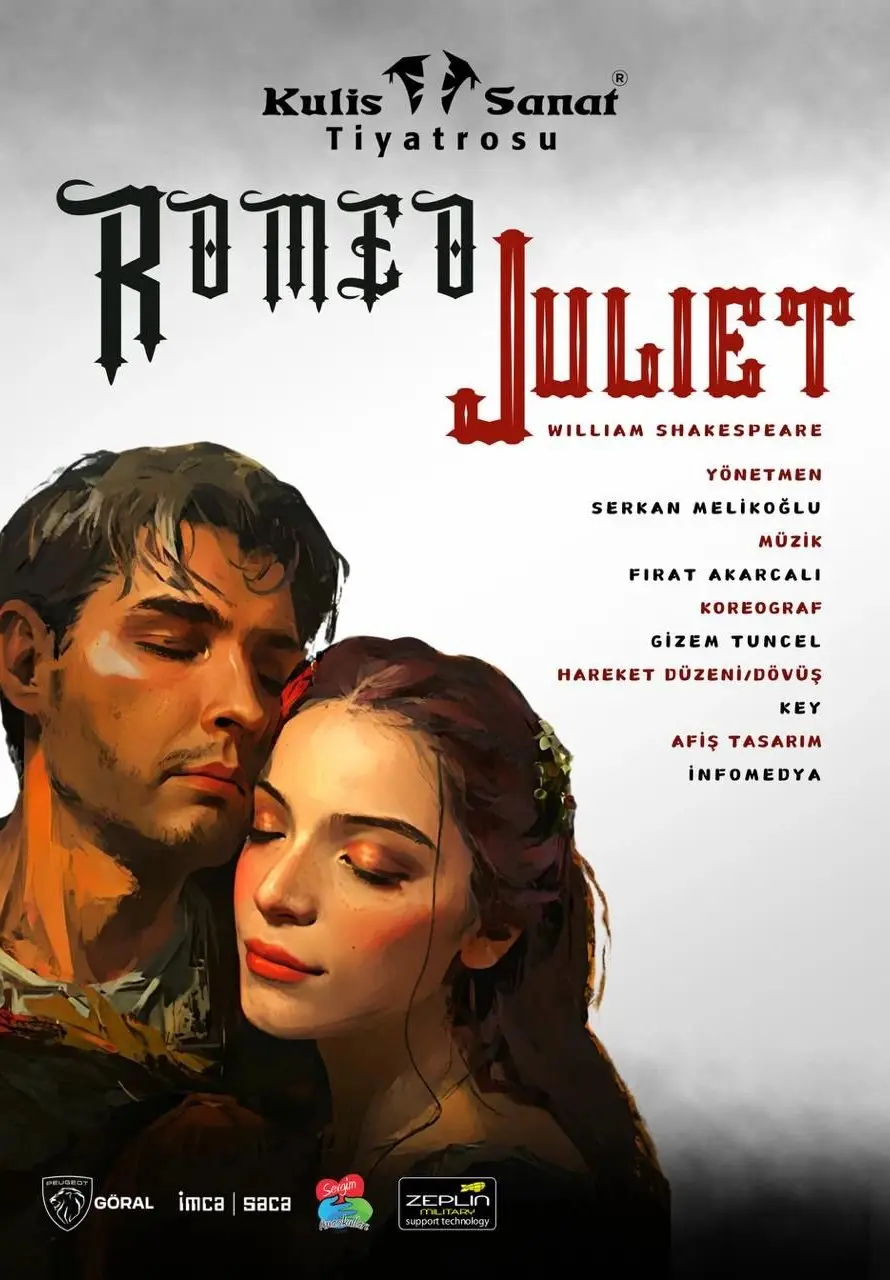 Kulis Sanat®
Tiyatrosu
ROMEO
JULIET
WILLIAM SHAKESPEARE
YÖNETMEN
SERKAN MELİKOĞLU
MÜZİK
FIRAT AKARCALI
KOREOGRAF
GİZEM TUNCEL
HAREKET DÜZENİ/DÖVÜŞ
KEY
AFİŞ TASARIM
İNFOMEDYA
PEUGEOT
GÖRAL
imca | saca
Sevgim
ZEPLIN
MILITARY
support technology